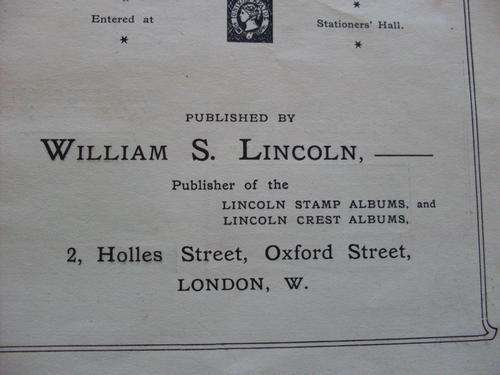 Entered at Stationers' Hall.
PUBLISHED BY
WILLIAM S. LINCOLN,
Publisher of the
LINCOLN STAMP ALBUMS, and
LINCOLN CREST ALBUMS,
2, Holles Street, Oxford Street,
LONDON, W.